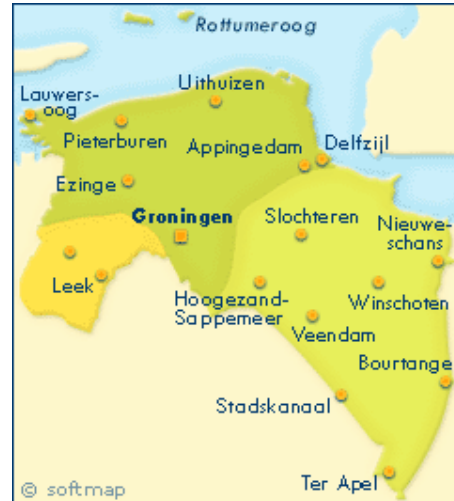 Rottumeroog
Uithuizen
Lauwers-
oog
Pieterburen
Appingedam
Delfzijl
Ezinge
Groningen
Slochteren
Nieuwe-
schans
Leek
Hoogezand-
Sappemeer
Winschoten
Veendam
Bourtange
Stadskanaal
Ter Apel
© softmap